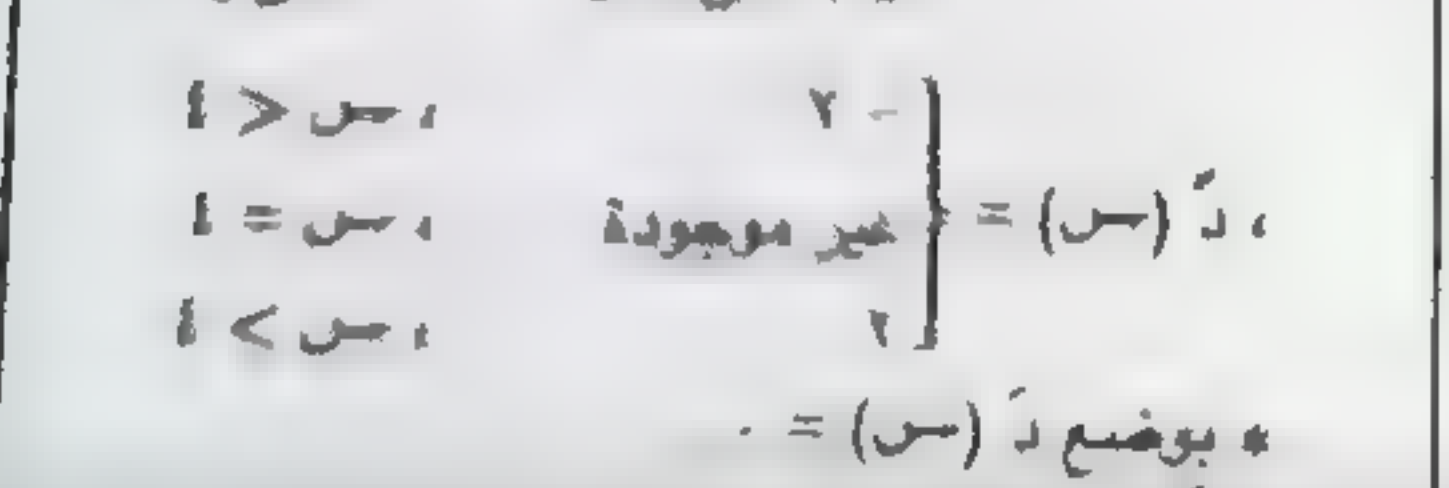 - ٢ ، س < ٤
، دَ (س) = { غير موجودة ، س = ٤
٢ ، س > ٤
* بوضع دَ (س) = ٠